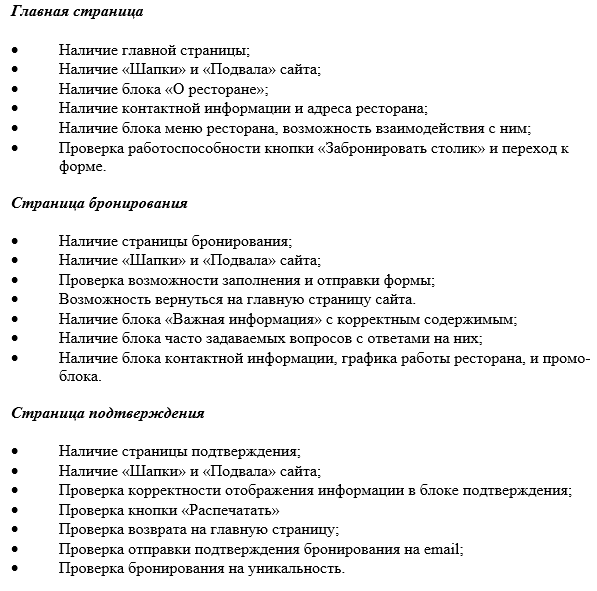 Главная страница
• Наличие главной страницы;
• Наличие «Шапки» и «Подвала» сайта;
• Наличие блока «О ресторане»;
• Наличие контактной информации и адреса ресторана;
• Наличие блока меню ресторана, возможность взаимодействия с ним;
• Проверка работоспособности кнопки «Забронировать столик» и переход к
форме.
Страница бронирования
• Наличие страницы бронирования;
• Наличие «Шапки» и «Подвала» сайта;
• Проверка возможности заполнения и отправки формы;
• Возможность вернуться на главную страницу сайта.
• Наличие блока «Важная информация» с корректным содержимым;
• Наличие блока часто задаваемых вопросов с ответами на них;
• Наличие блока контактной информации, графика работы ресторана, и промо-
блока.
Страница подтверждения
• Наличие страницы подтверждения;
• Наличие «Шапки» и «Подвала» сайта;
• Проверка корректности отображения информации в блоке подтверждения;
• Проверка кнопки «Распечатать»
• Проверка возврата на главную страницу;
• Проверка отправки подтверждения бронирования на email;
• Проверка бронирования на уникальность.